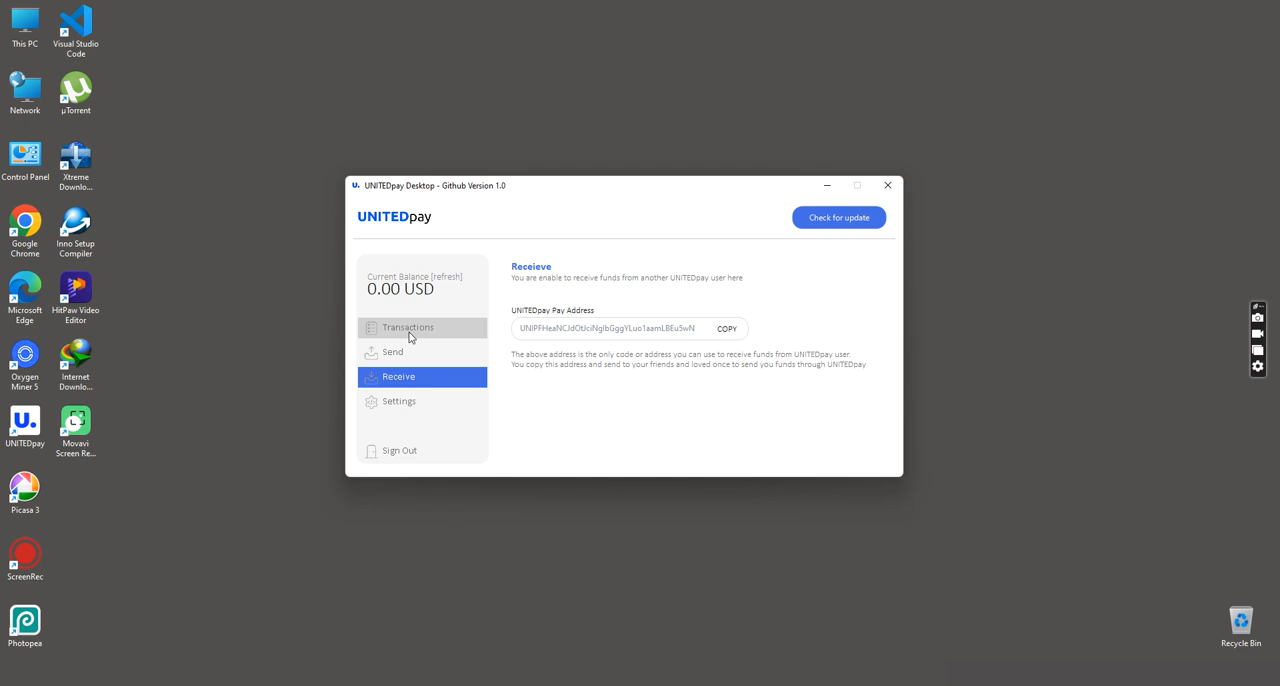 This PC
Visual Studio
Code
Network
µTorrent
Control Panel
Xtreme
Downlo...
Google
Chrome
Inno Setup
Compiler
Microsoft
Edge
HitPaw Video
Editor
Oxygen
Miner 5
Internet
Downlo...
UNITEDpay
Movavi
Screen Re...
Picasa 3
ScreenRec
Photopea
u. UNITEDpay Desktop - Github Version 1.0
UNITEDpay
Check for update
Current Balance [refresh]
0.00 USD
Transactions
Send
Receive
Settings
Sign Out
Receieve
You are enable to receive funds from another UNITEDpay user here
UNITEDpay Pay Address
COPY
The above address is the only code or address you can use to receive funds from UNITEDpay user.
You copy this address and send to your friends and loved once to send you funds through UNITEDpay
Recycle Bin